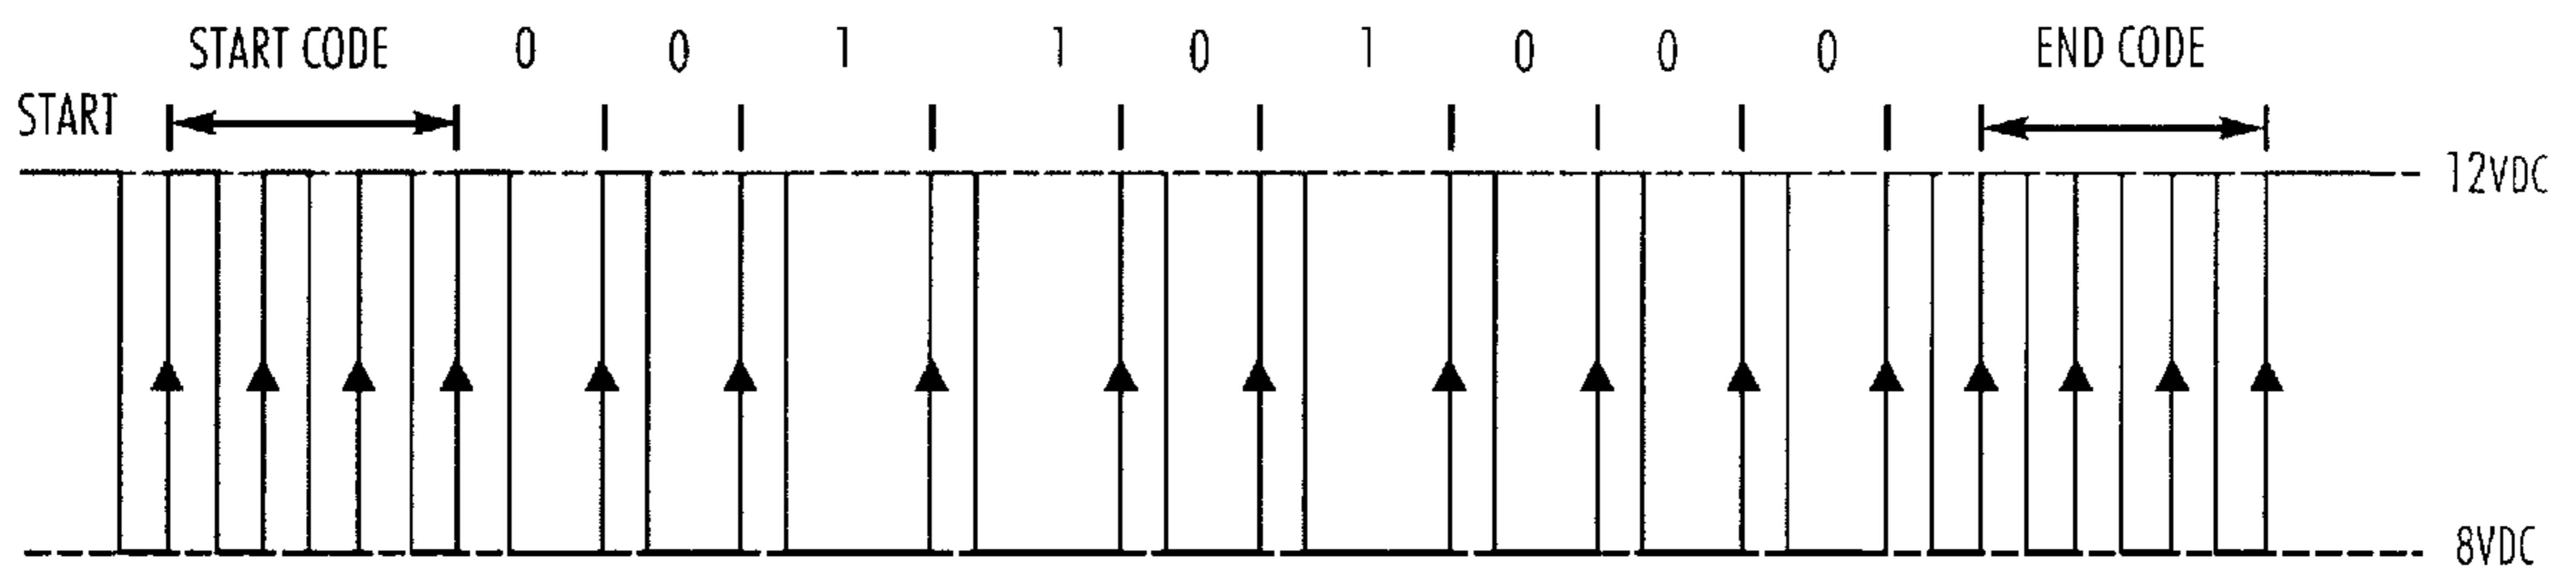 START CODE 0 0 1 1 0 1 0 0 0 END CODE
START
12VDC
8VDC